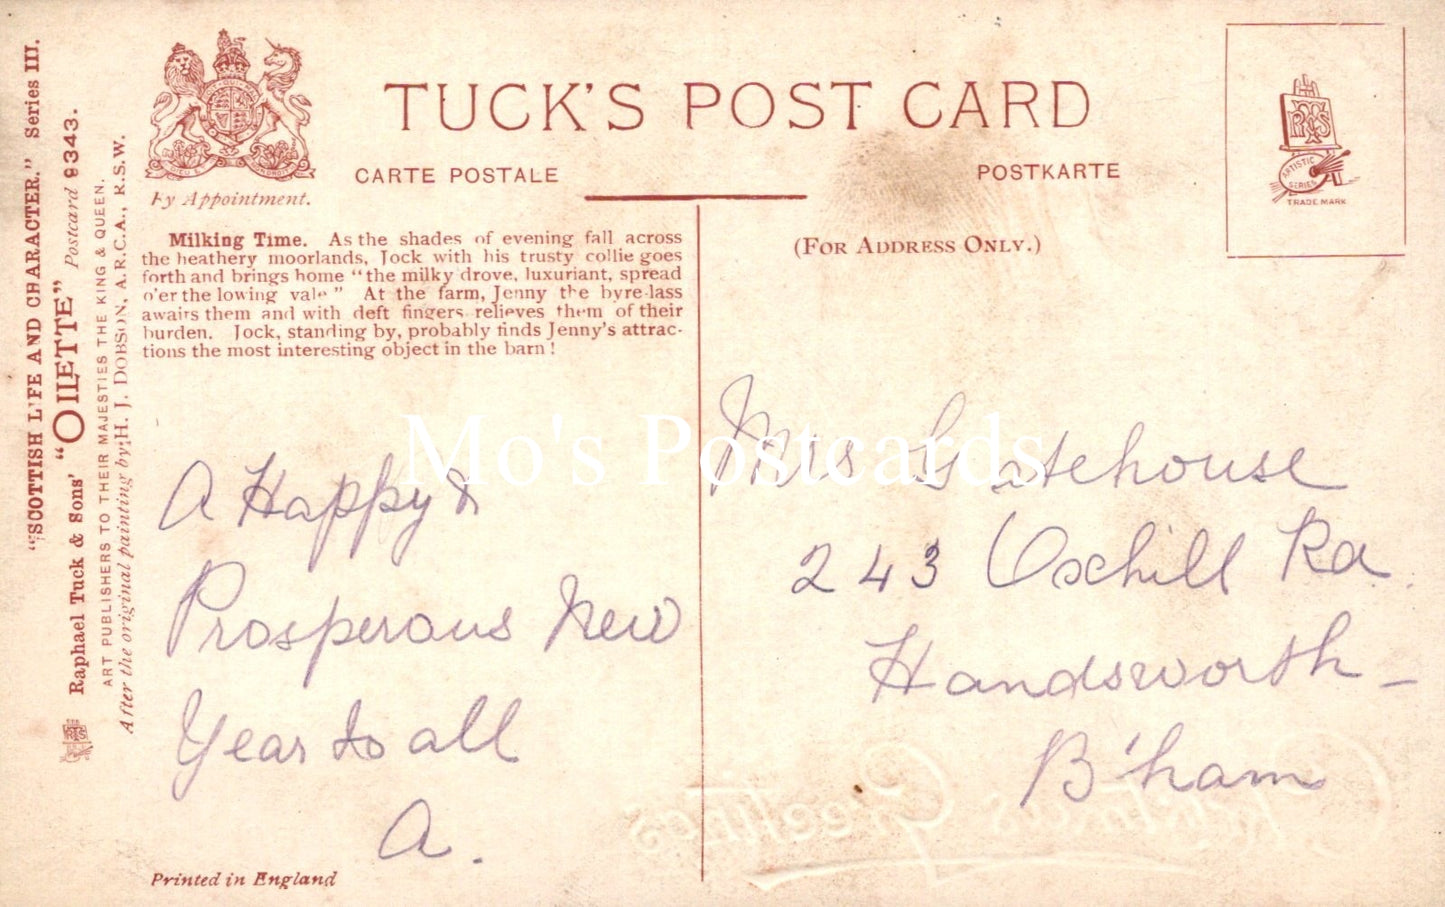 TUCK'S POST CARD
CARTE POSTALE
POSTKARTE
By Appointment.
(FOR ADDRESS ONLY.)
ARTISTIC
SERIES
TRADE MARK
"SCOTTISH LIFE AND CHARACTER." Series III.
Raphael Tuck & Sons' "OILETTE" Postcard 9343.
ART PUBLISHERS TO THEIR MAJESTIES THE KING & QUEEN.
After the original painting by H. J. DOBSON, A.R.C.A., R.S.W.
Milking Time. As the shades of evening fall across
the heathery moorlands, Jock with his trusty collie goes
forth and brings home "the milky drove, luxuriant, spread
o'er the lowing vale" At the farm, Jenny the byre-lass
awaits them and with deft fingers relieves them of their
burden. Jock, standing by, probably finds Jenny's attrac-
tions the most interesting object in the barn!
A Happy &
Prosperous New
Year to all
A.
Mrs Gatehouse
243 Oxhill Rd.
Handsworth -
B'ham
Mo's Postcards
Christmas Greetings
Printed in England